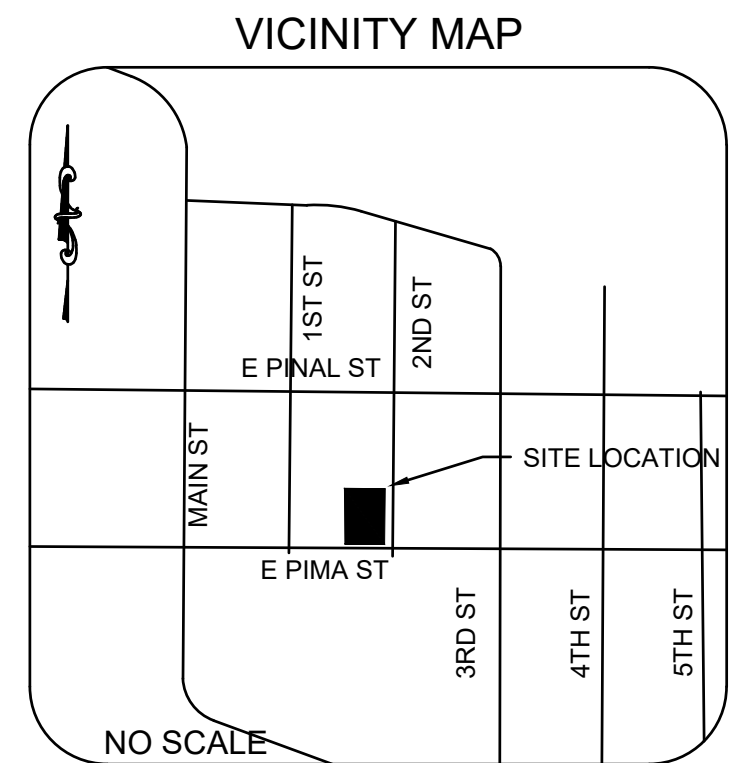 VICINITY MAP
1ST ST
2ND ST
E PINAL ST
MAIN ST
SITE LOCATION
E PIMA ST
3RD ST
4TH ST
5TH ST
NO SCALE